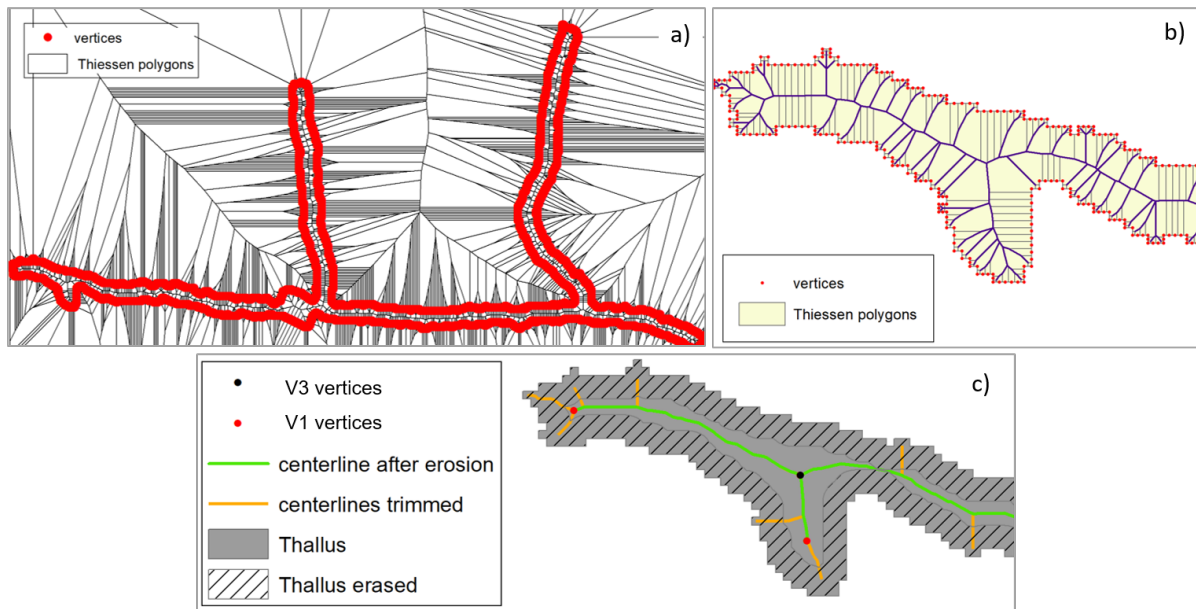 vertices
Thiessen polygons
a)
b)
vertices
Thiessen polygons
c)
V3 vertices
V1 vertices
centerline after erosion
centerlines trimmed
Thallus
Thallus erased